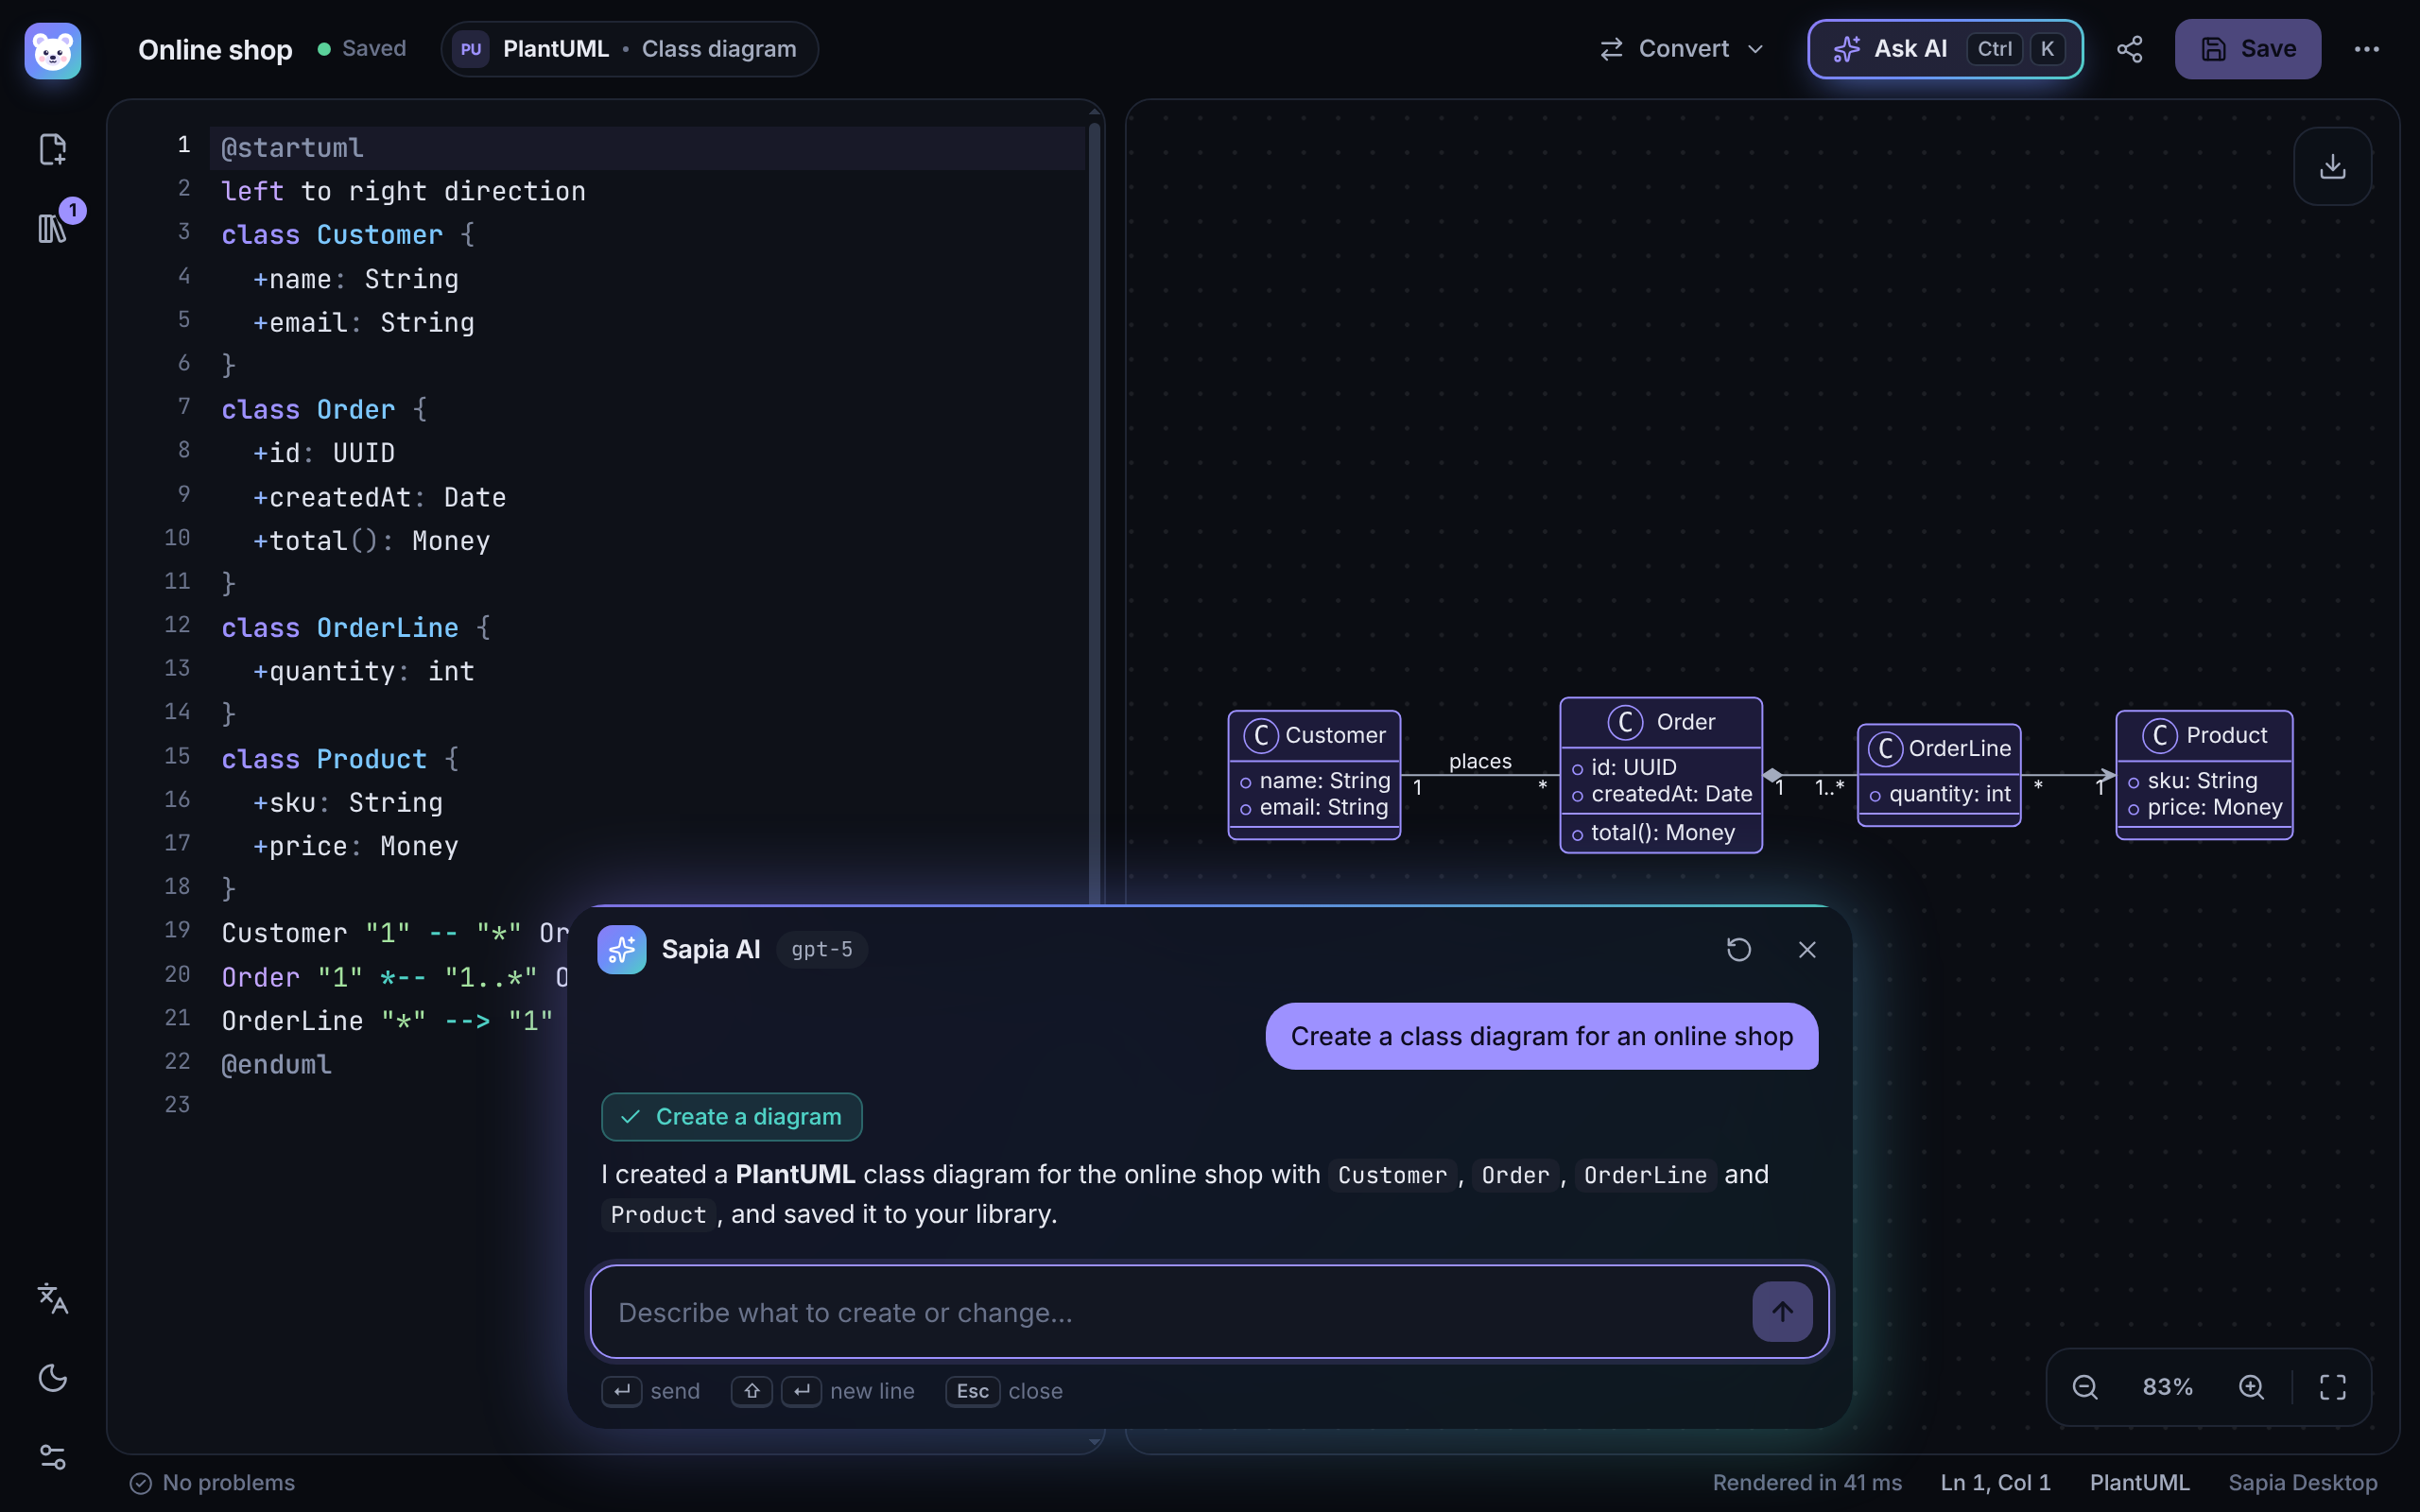 Online shop
Saved
PU PlantUML • Class diagram
Convert
Ask AI Ctrl K
Save
1
1 @startuml
2 left to right direction
3 class Customer {
4 +name: String
5 +email: String
6 }
7 class Order {
8 +id: UUID
9 +createdAt: Date
10 +total(): Money
11 }
12 class OrderLine {
13 +quantity: int
14 }
15 class Product {
16 +sku: String
17 +price: Money
18 }
19 Customer "1" -- "*" Or
20 Order "1" *-- "1..*" O
21 OrderLine "*" --> "1"
22 @enduml
23
C Customer
name: String
email: String
places
1 *
C Order
id: UUID
createdAt: Date
total(): Money
1 1..*
C OrderLine
quantity: int
* 1
C Product
sku: String
price: Money
Sapia AI gpt-5
Create a class diagram for an online shop
Create a diagram
I created a PlantUML class diagram for the online shop with Customer, Order, OrderLine and
Product, and saved it to your library.
Describe what to create or change...
send new line Esc close
83%
No problems
Rendered in 41 ms Ln 1, Col 1 PlantUML Sapia Desktop